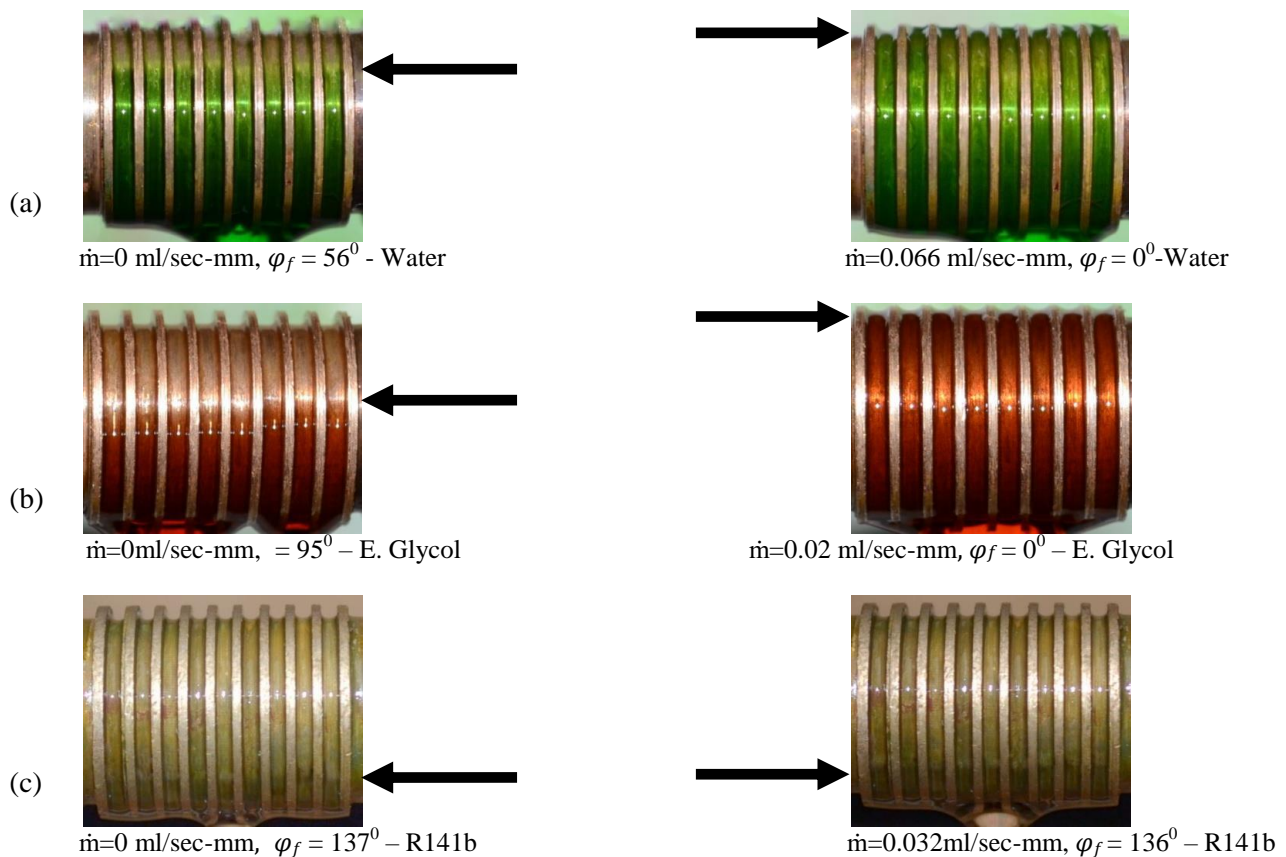 (a)
ṁ=0 ml/sec-mm, φf = 56⁰ - Water
ṁ=0.066 ml/sec-mm, φf = 0⁰-Water
(b)
ṁ=0ml/sec-mm, = 95⁰ – E. Glycol
ṁ=0.02 ml/sec-mm, φf = 0⁰ – E. Glycol
(c)
ṁ=0 ml/sec-mm, φf = 137⁰ – R141b
ṁ=0.032ml/sec-mm, φf = 136⁰ – R141b